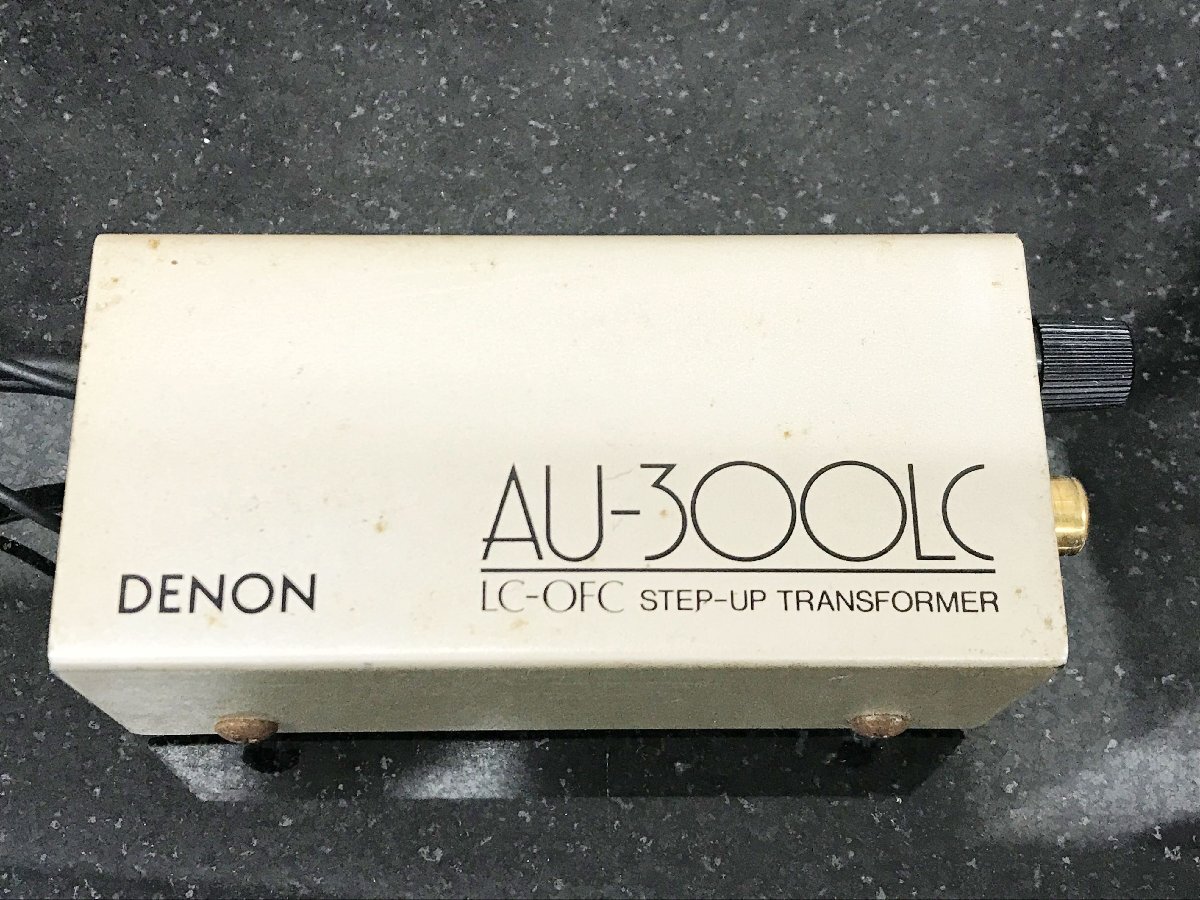 AU-300LC
DENON
LC-OFC STEP-UP TRANSFORMER